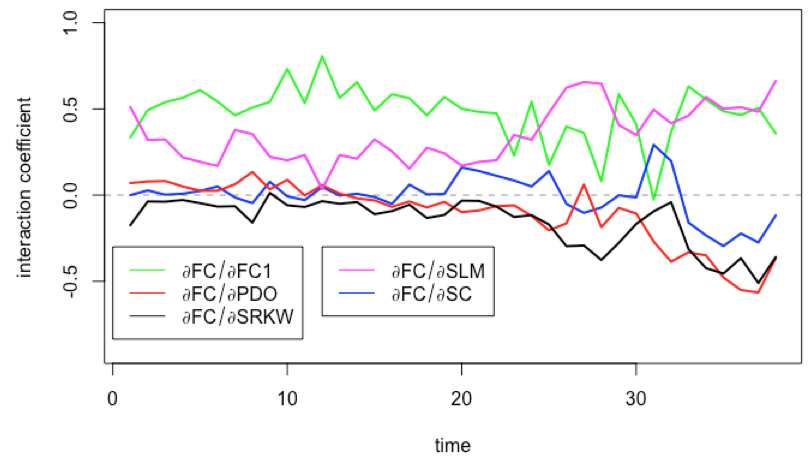 1.0
0.5
0.0
-0.5
interaction coefficient
∂FC/∂FC1
∂FC/∂PDO
∂FC/∂SRKW
∂FC/∂SLM
∂FC/∂SC
0 10 20 30
time